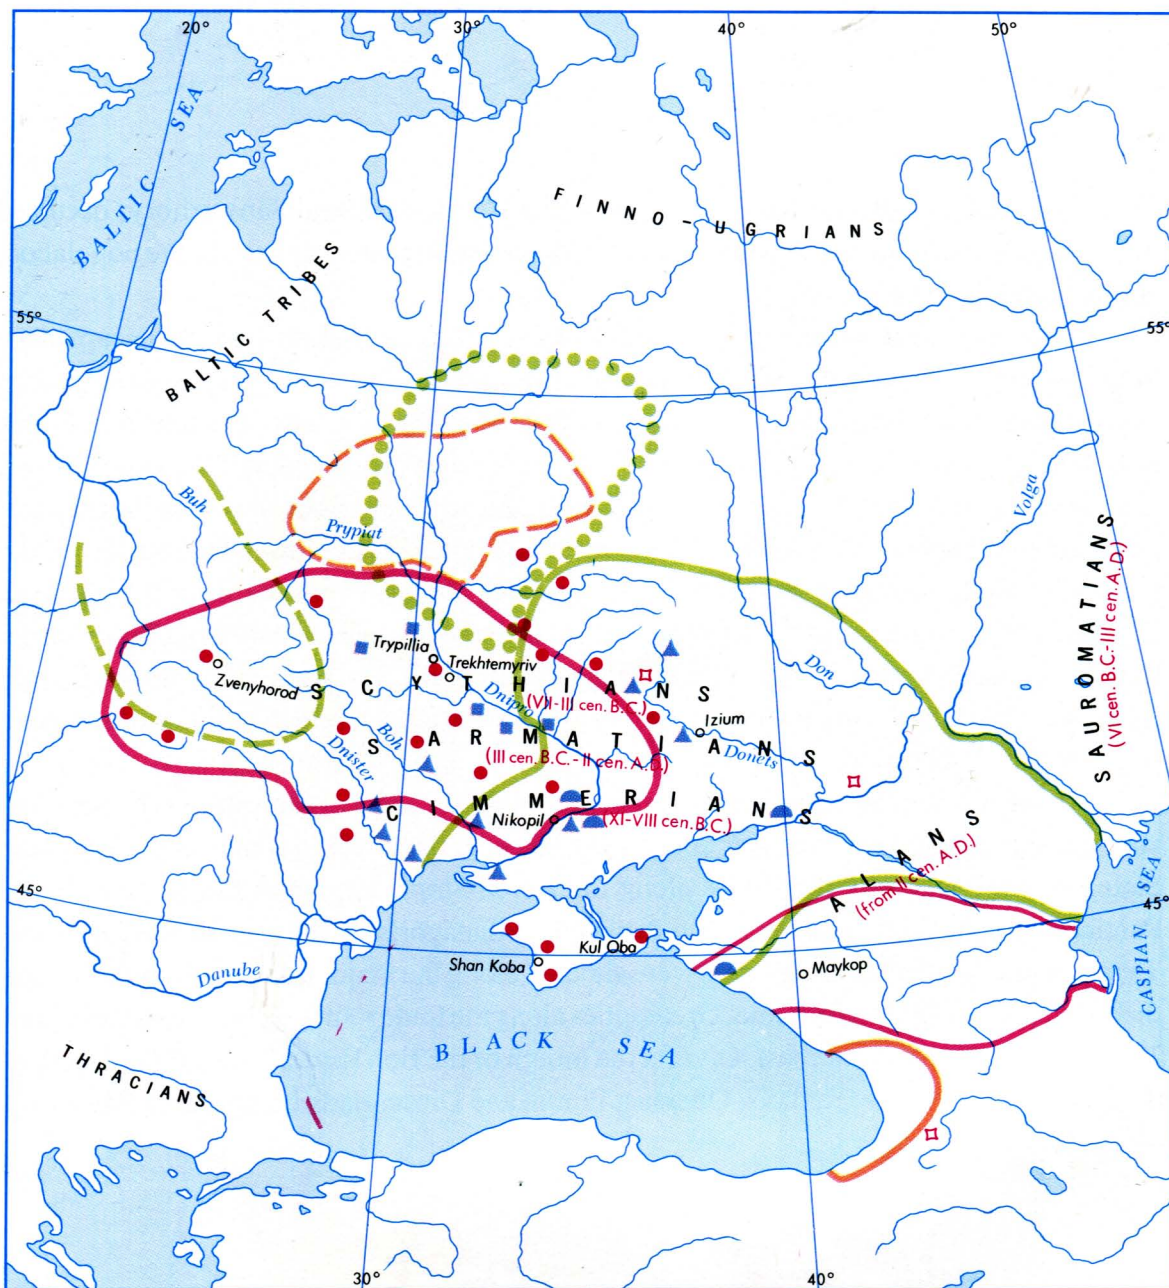 20°
30°
40°
50°
BALTIC SEA
FINNO-UGRIANS
BALTIC TRIBES
55°
55°
Buh
Prypiat
Volga
SAUROMATIANS
(VI cen. B.C.-III cen. A.D.)
Trypillia
Trekhtemyriv
Don
Zvenyhorod
SCYTHIANS
Dnipro
(VII-III cen. B.C.)
Izium
Boh
SARMATIANS
Donets
Dnister
(III cen. B.C.-II cen. A.D.)
CIMMERIANS
Nikopil
(XI-VIII cen. B.C.)
ALANS
(from II cen. A.D.)
45°
45°
CASPIAN SEA
Kul Oba
Shan Koba
Maykop
Danube
BLACK SEA
THRACIANS
30°
40°